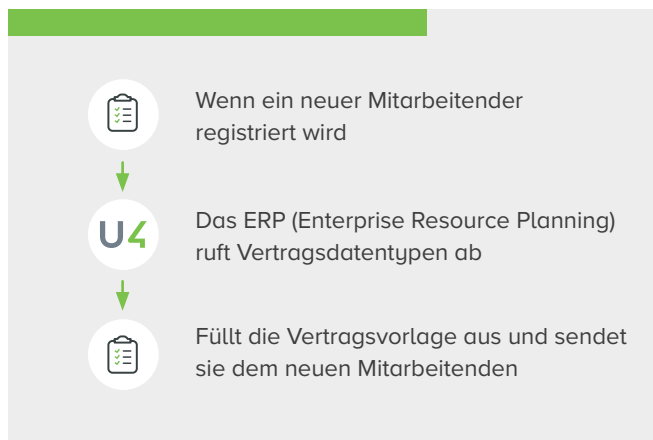 Wenn ein neuer Mitarbeitender
registriert wird
U4
Das ERP (Enterprise Resource Planning)
ruft Vertragsdatentypen ab
Füllt die Vertragsvorlage aus und sendet
sie dem neuen Mitarbeitenden